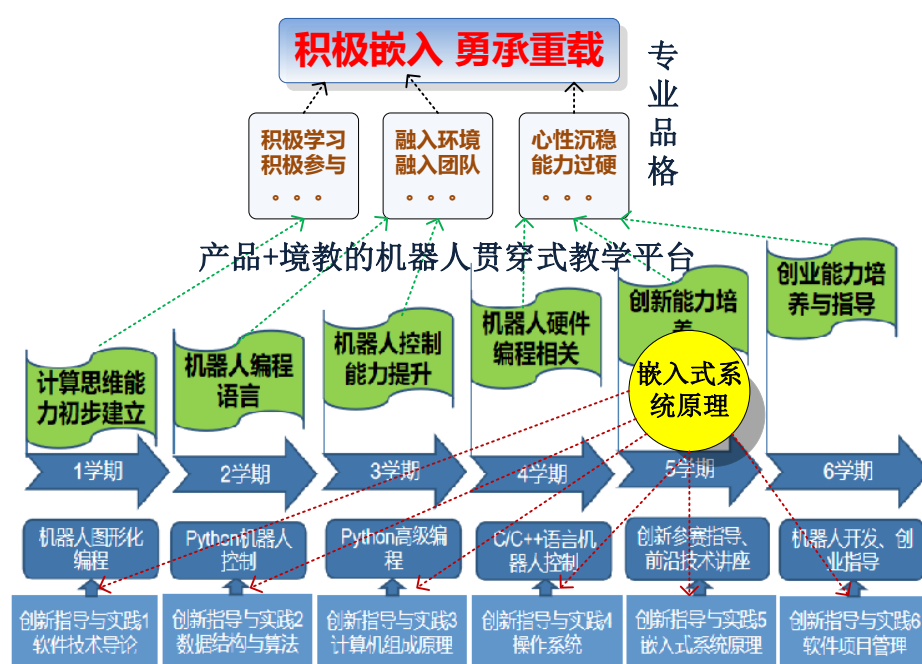 积极嵌入 勇承重载
专业品格
积极学习
积极参与
。。。
融入环境
融入团队
。。。
心性沉稳
能力过硬
。。。
产品+境教的机器人贯穿式教学平台
计算思维能
力初步建立
机器人编程
语言
机器人控制
能力提升
机器人硬件
编程相关
创新能力培
养
创业能力培
养与指导
嵌入式系
统原理
1学期
2学期
3学期
4学期
5学期
6学期
机器人图形化
编程
Python机器人
控制
Python高级编
程
C/C++语言机
器人控制
创新参赛指导、
前沿技术讲座
机器人开发、创
业指导
创新指导与实践1
软件技术导论
创新指导与实践2
数据结构与算法
创新指导与实践3
计算机组成原理
创新指导与实践4
操作系统
创新指导与实践5
嵌入式系统原理
创新指导与实践6
软件项目管理